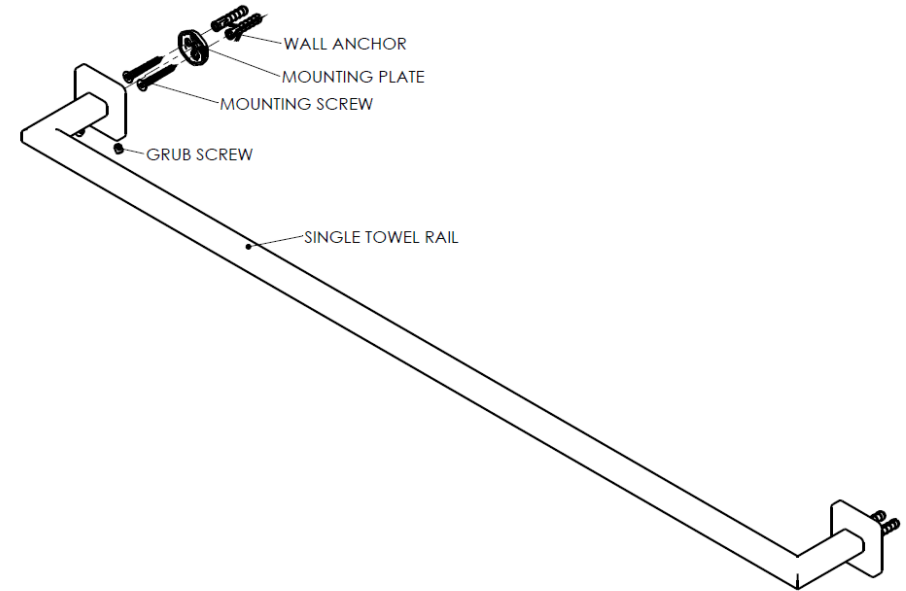 WALL ANCHOR
MOUNTING PLATE
MOUNTING SCREW
GRUB SCREW
SINGLE TOWEL RAIL